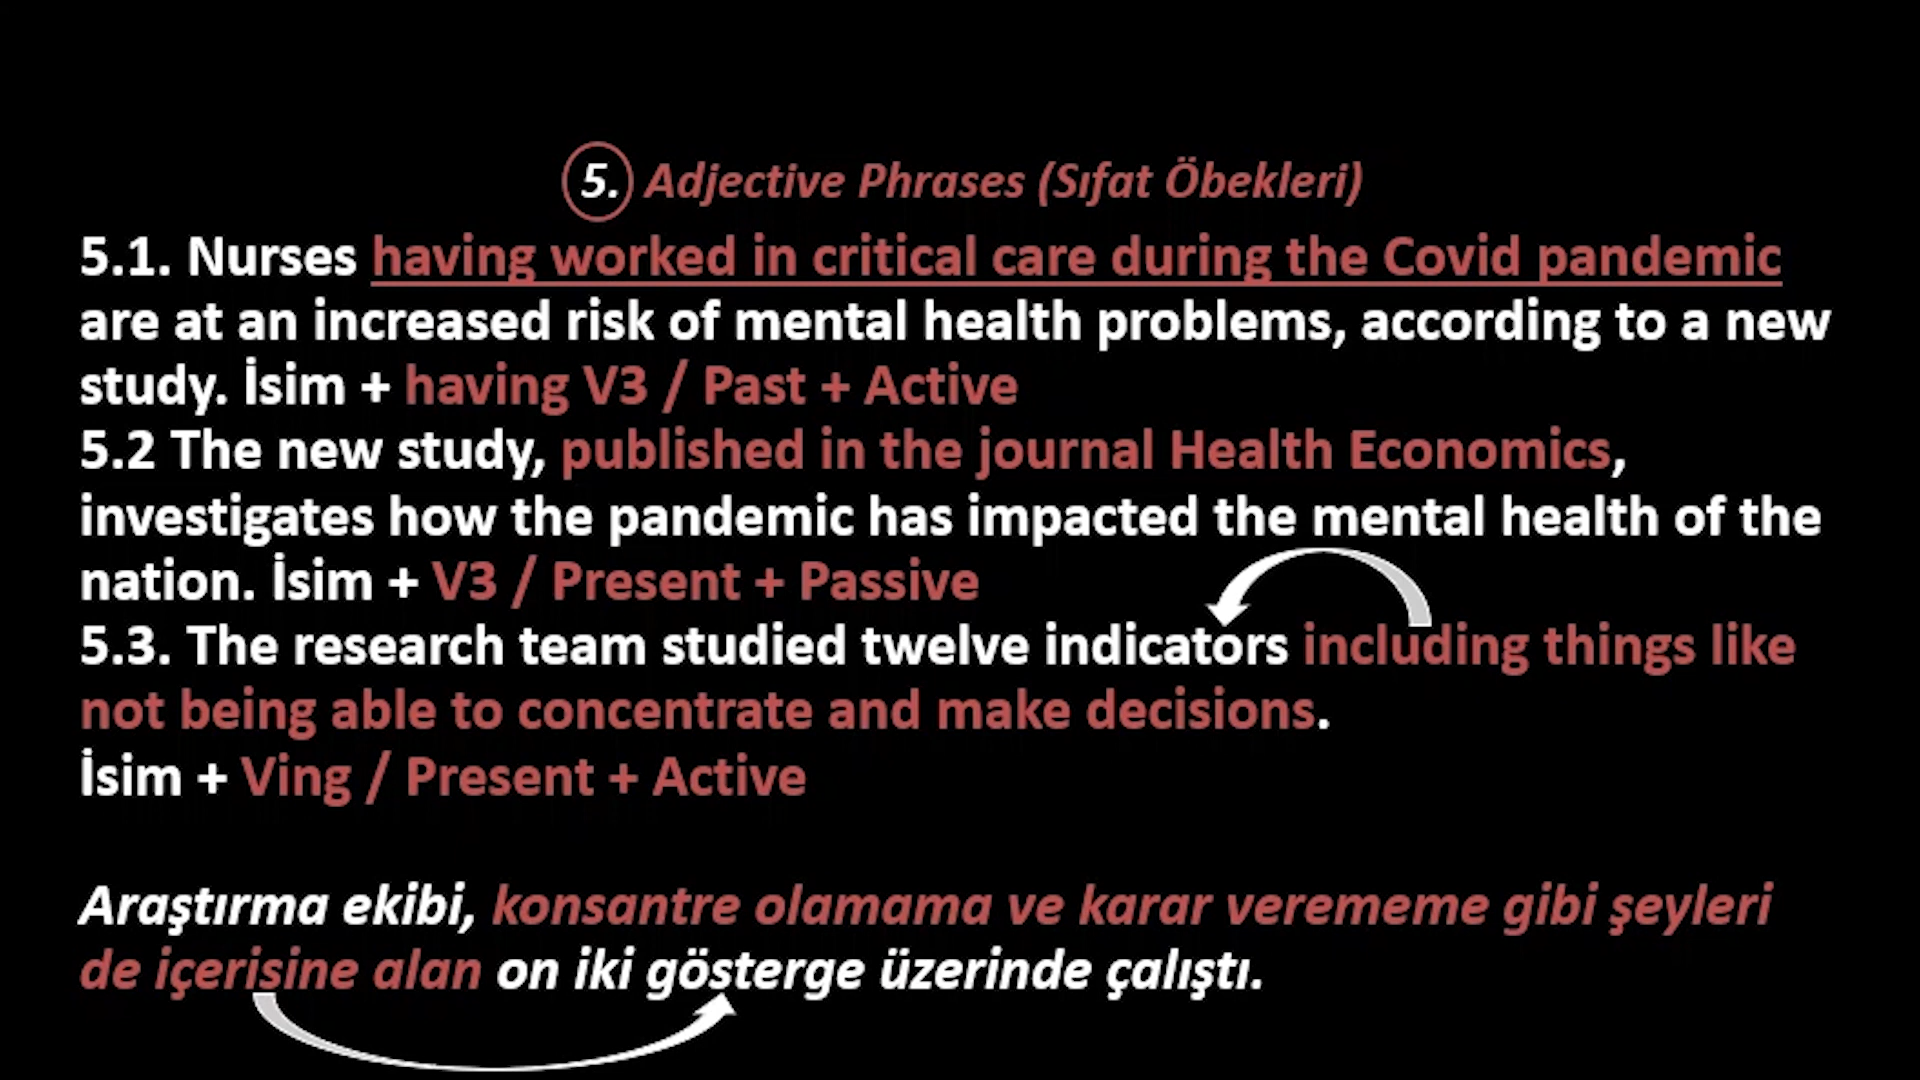 5. Adjective Phrases (Sıfat Öbekleri)
5.1. Nurses having worked in critical care during the Covid pandemic
are at an increased risk of mental health problems, according to a new
study. İsim + having V3 / Past + Active
5.2 The new study, published in the journal Health Economics,
investigates how the pandemic has impacted the mental health of the
nation. İsim + V3 / Present + Passive
5.3. The research team studied twelve indicators including things like
not being able to concentrate and make decisions.
İsim + Ving / Present + Active
Araştırma ekibi, konsantre olamama ve karar verememe gibi şeyleri
de içerisine alan on iki gösterge üzerinde çalıştı.